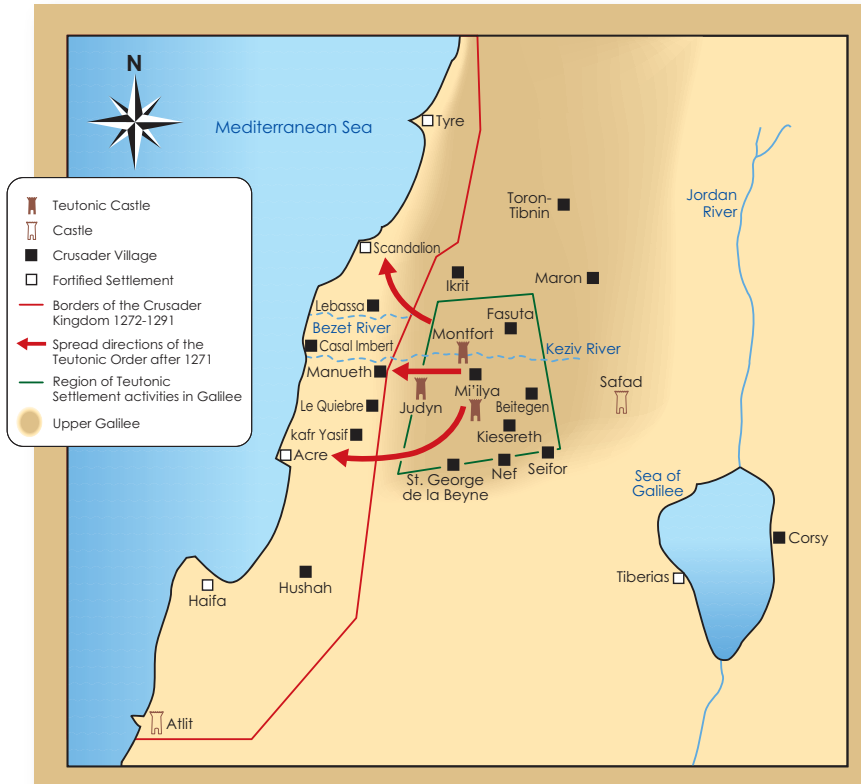 N
Mediterranean Sea
Tyre
Teutonic Castle
Castle
Crusader Village
Fortified Settlement
Borders of the Crusader
Kingdom 1272-1291
Spread directions of the
Teutonic Order after 1271
Region of Teutonic
Settlement activities in Galilee
Upper Galilee
Toron-
Tibnin
Jordan
River
Scandalion
Ikrit
Maron
Lebassa
Fasuta
Bezet River
Montfort
Casal Imbert
Keziv River
Manueth
Mi'ilya
Safad
Judyn
Beitegen
Le Quiebre
Kiesereth
kafr Yasif
Acre
Seifor
Nef
St. George
de la Beyne
Sea of
Galilee
Corsy
Tiberias
Hushah
Haifa
Atlit